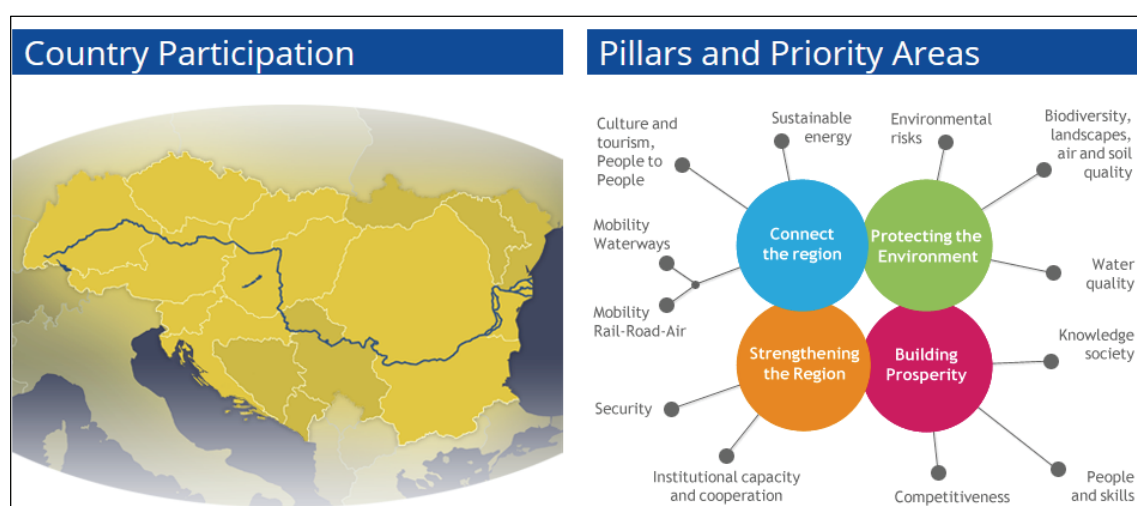 Country Participation
Pillars and Priority Areas
Culture and
tourism,
People to
People
Sustainable
energy
Environmental
risks
Biodiversity,
landscapes,
air and soil
quality
Mobility
Waterways
Connect
the region
Protecting the
Environment
Water
quality
Mobility
Rail-Road-Air
Strengthening
the Region
Building
Prosperity
Knowledge
society
Security
Institutional capacity
and cooperation
Competitiveness
People
and skills